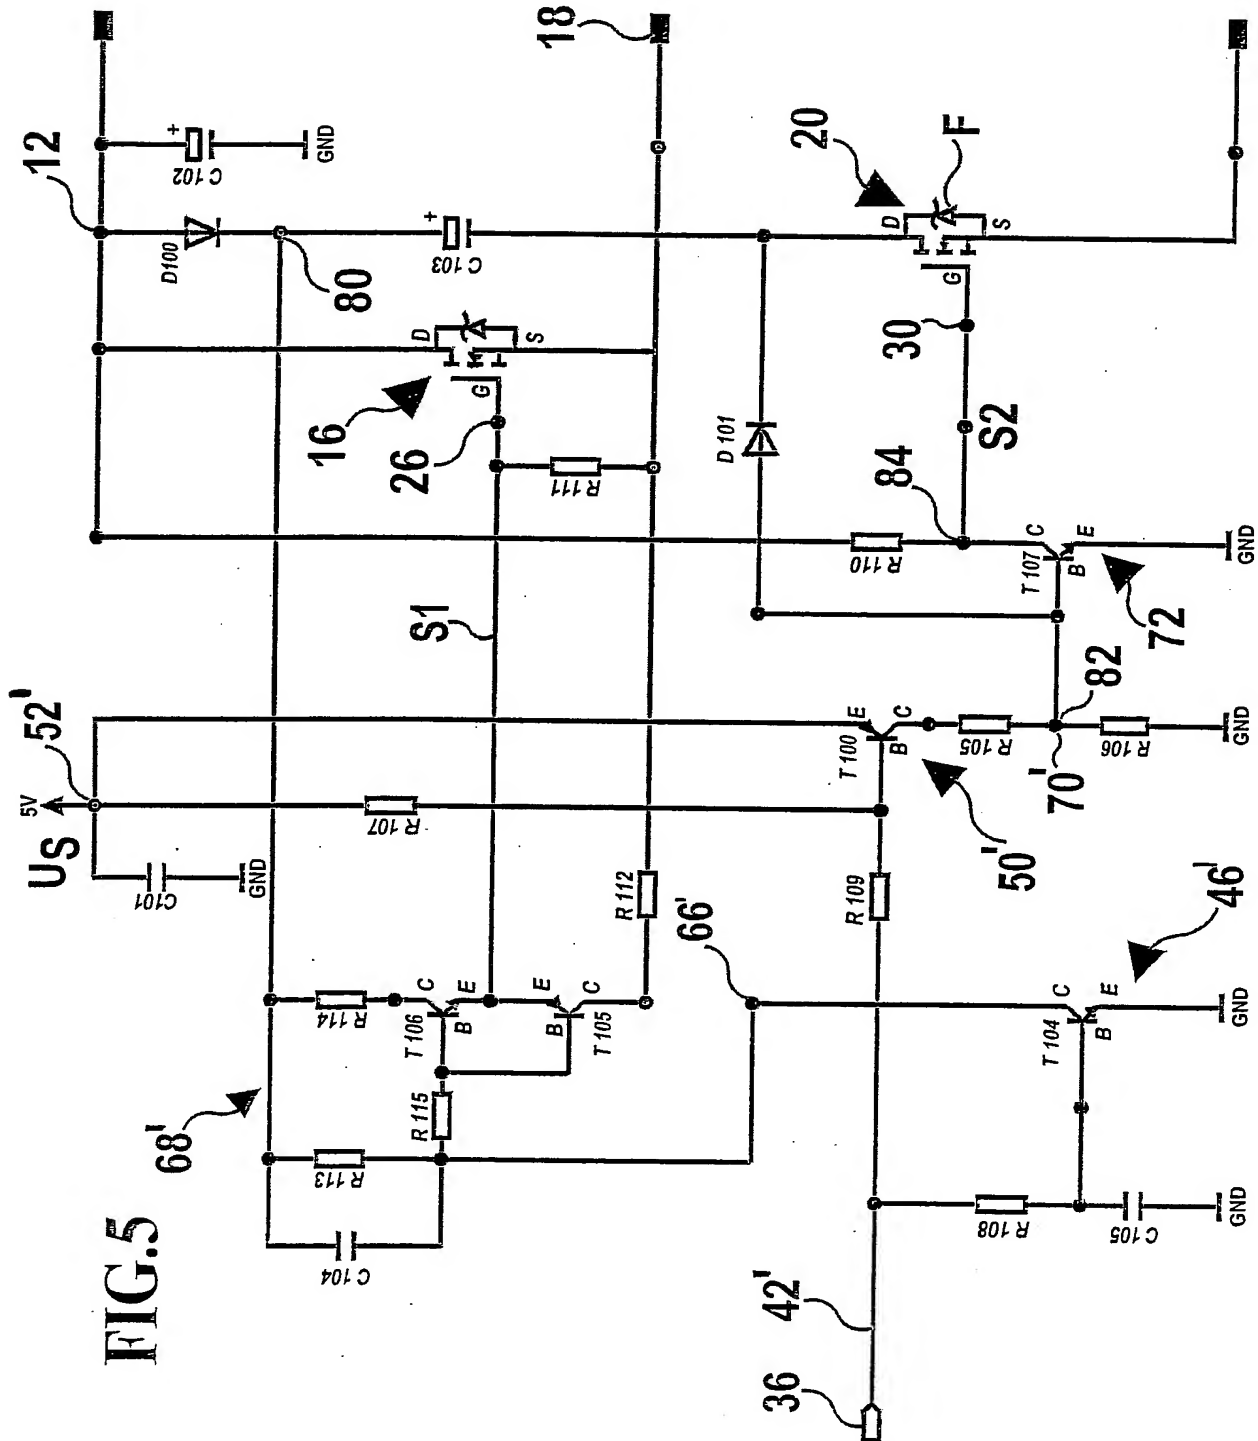 FIG.5
12
18
C 102
+
GND
D100
80
C 103
+
20
F
D
G
S
30
16
D
G
S
26
R 111
D 101
S2
84
R 110
C
T 107
B
E
72
GND
S1
52'
5V
US
C101
GND
R 107
E
T 100
B
C
50'
R 105
82
70'
R 106
GND
R 112
R 109
66'
46'
68'
R 114
C
T 106
B
E
E
B
C
T 105
R 115
R 113
C 104
C
T 104
B
E
GND
R 108
C 105
GND
42'
36